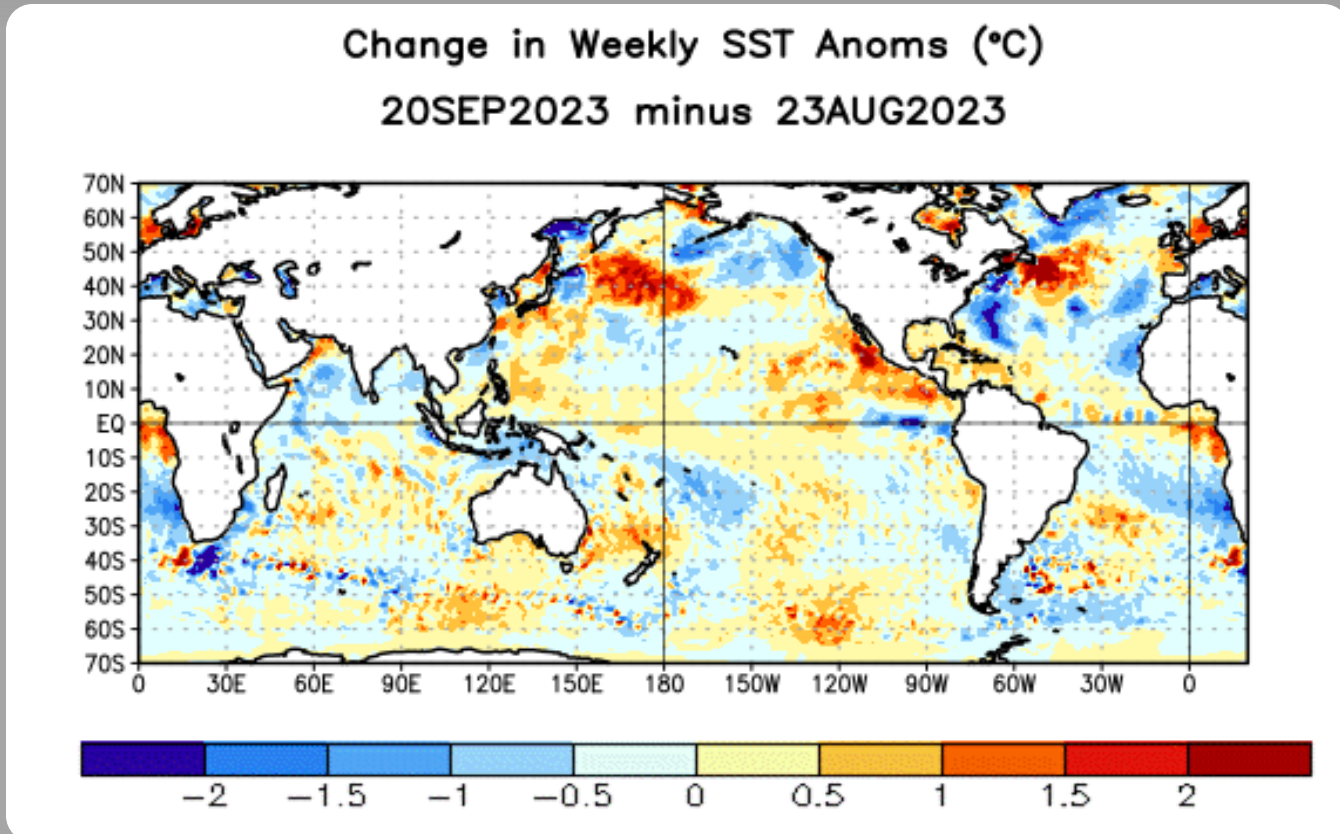 Change in Weekly SST Anoms (°C)
20SEP2023 minus 23AUG2023
70N
60N
50N
40N
30N
20N
10N
EQ
10S
20S
30S
40S
50S
60S
70S
0 30E 60E 90E 120E 150E 180 150W 120W 90W 60W 30W 0
−2 −1.5 −1 −0.5 0 0.5 1 1.5 2